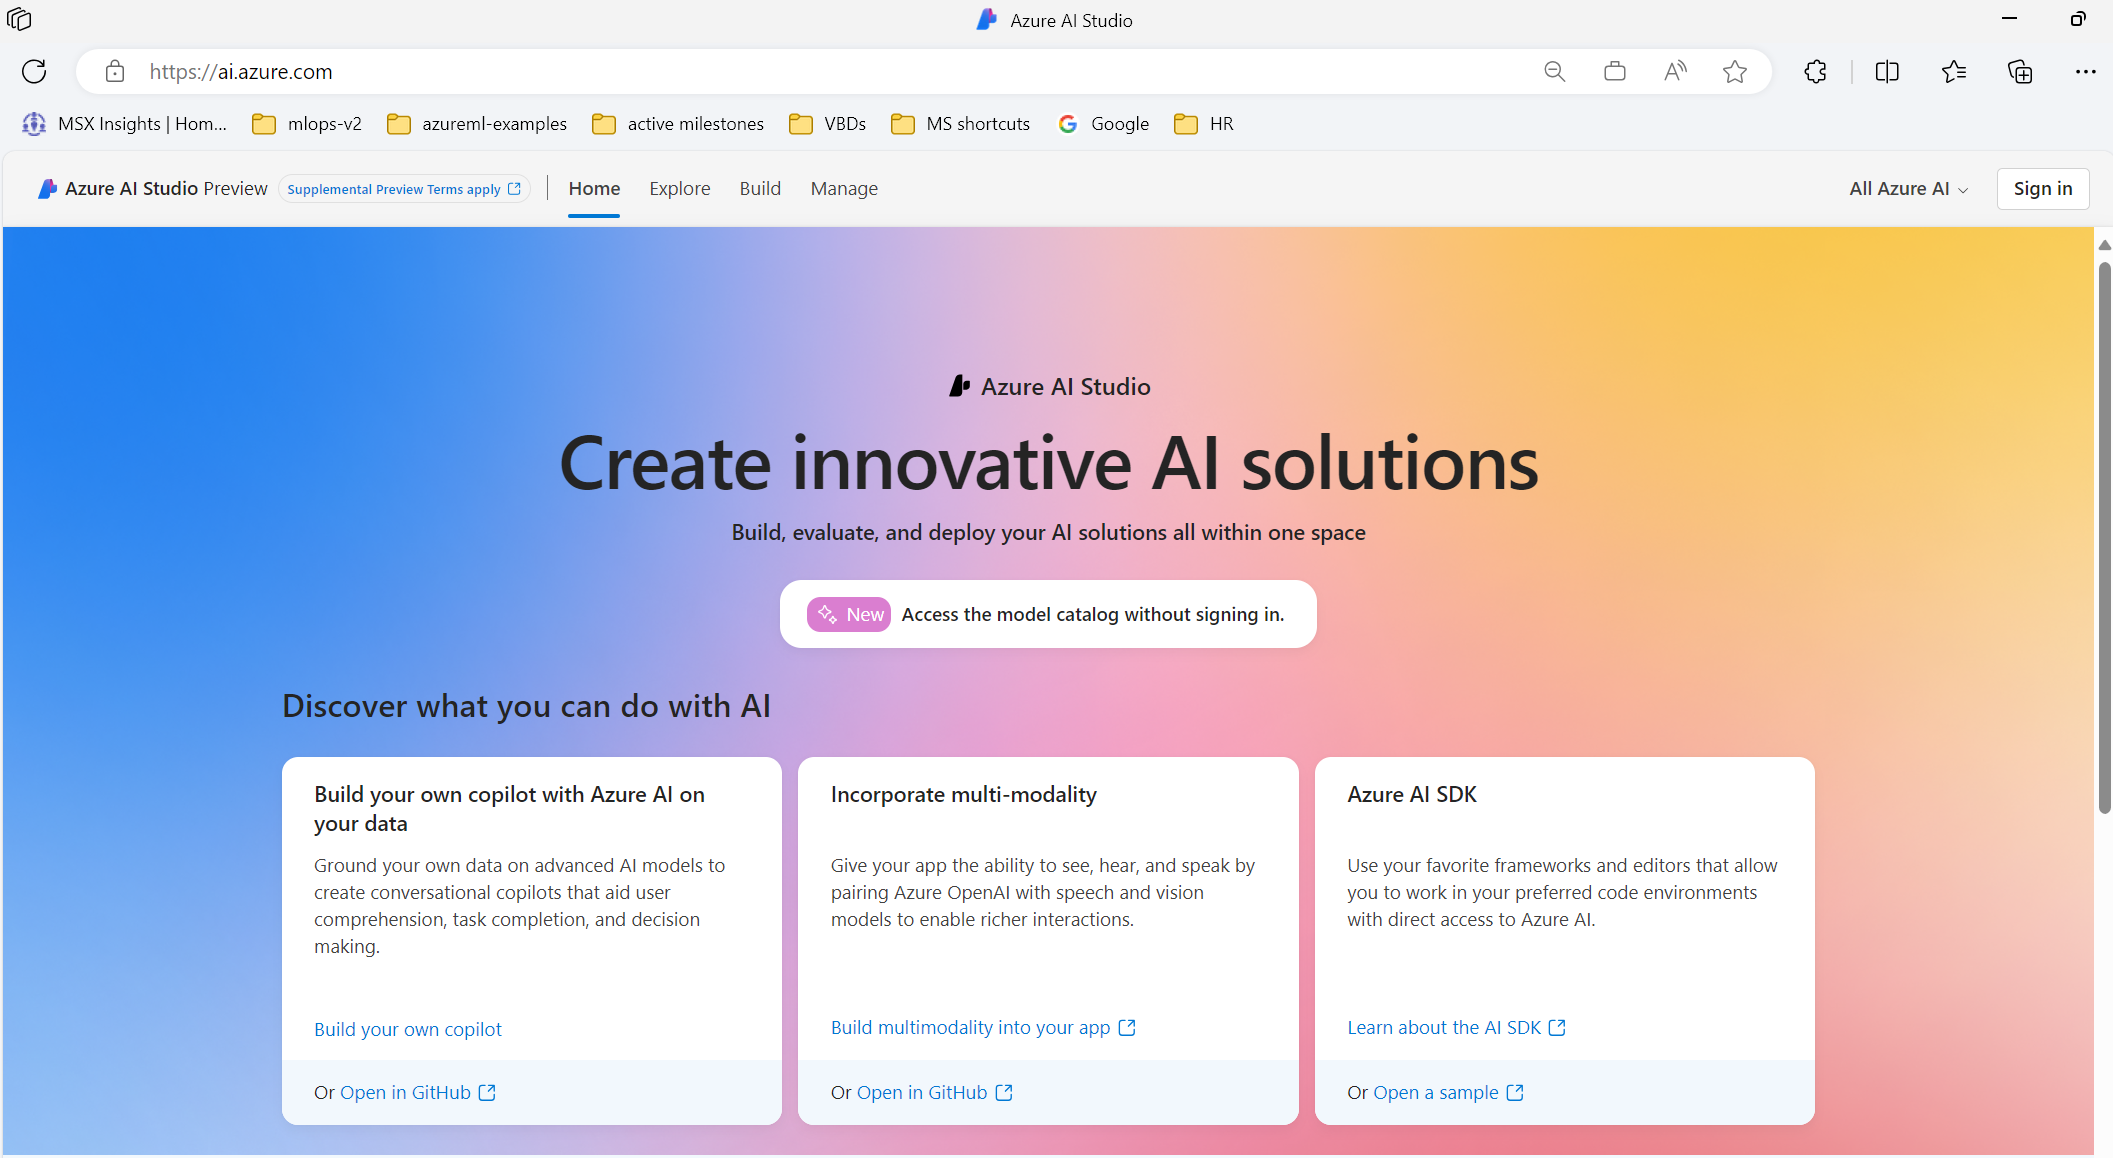 Azure AI Studio
https://ai.azure.com
MSX Insights | Hom... mlops-v2 azureml-examples active milestones VBDs MS shortcuts Google HR
Azure AI Studio Preview Supplemental Preview Terms apply Home Explore Build Manage All Azure AI Sign in
Azure AI Studio
Create innovative AI solutions
Build, evaluate, and deploy your AI solutions all within one space
New Access the model catalog without signing in.
Discover what you can do with AI
Build your own copilot with Azure AI on
your data
Ground your own data on advanced AI models to
create conversational copilots that aid user
comprehension, task completion, and decision
making.
Build your own copilot
Or Open in GitHub
Incorporate multi-modality
Give your app the ability to see, hear, and speak by
pairing Azure OpenAI with speech and vision
models to enable richer interactions.
Build multimodality into your app
Or Open in GitHub
Azure AI SDK
Use your favorite frameworks and editors that allow
you to work in your preferred code environments
with direct access to Azure AI.
Learn about the AI SDK
Or Open a sample